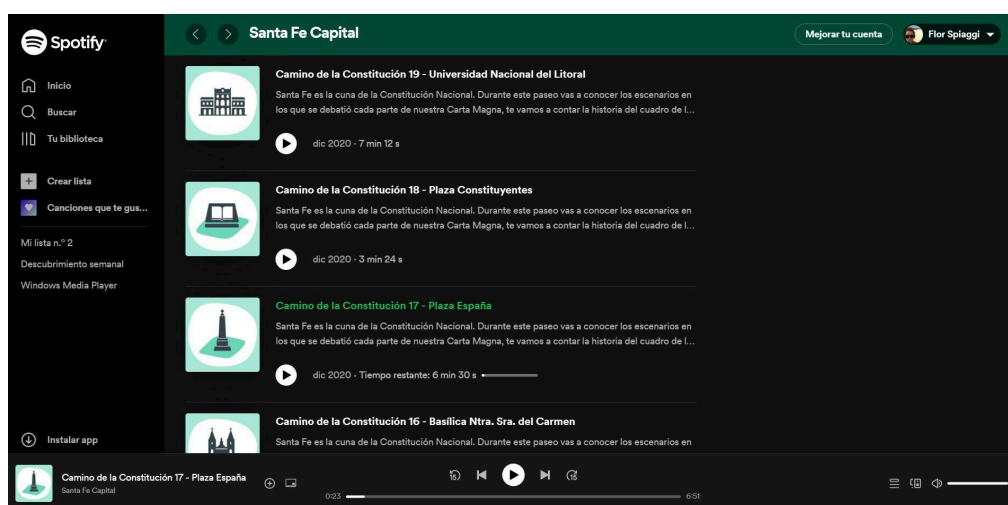 Spotify
Inicio
Buscar
Tu biblioteca
Crear lista
Canciones que te gus...
Mi lista n.º 2
Descubrimiento semanal
Windows Media Player
Instalar app
Santa Fe Capital
Mejorar tu cuenta
Flor Spiaggi
Camino de la Constitución 19 - Universidad Nacional del Litoral
Santa Fe es la cuna de la Constitución Nacional. Durante este paseo vas a conocer los escenarios en
los que se debatió cada parte de nuestra Carta Magna, te vamos a contar la historia del cuadro de l...
dic 2020 · 7 min 12 s
Camino de la Constitución 18 - Plaza Constituyentes
Santa Fe es la cuna de la Constitución Nacional. Durante este paseo vas a conocer los escenarios en
los que se debatió cada parte de nuestra Carta Magna, te vamos a contar la historia del cuadro de l...
dic 2020 · 3 min 24 s
Camino de la Constitución 17 - Plaza España
Santa Fe es la cuna de la Constitución Nacional. Durante este paseo vas a conocer los escenarios en
los que se debatió cada parte de nuestra Carta Magna, te vamos a contar la historia del cuadro de l...
dic 2020 · Tiempo restante: 6 min 30 s
Camino de la Constitución 16 - Basílica Ntra. Sra. del Carmen
Santa Fe es la cuna de la Constitución Nacional. Durante este paseo vas a conocer los escenarios en
Camino de la Constitución 17 - Plaza España
Santa Fe Capital
15
15
0:23
6:51